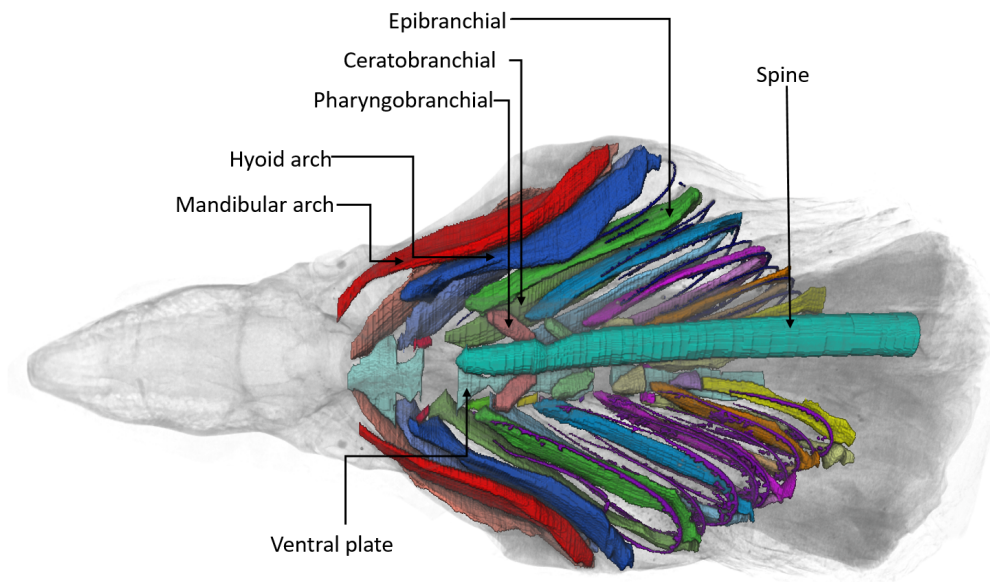 Epibranchial
Ceratobranchial
Spine
Pharyngobranchial
Hyoid arch
Mandibular arch
Ventral plate